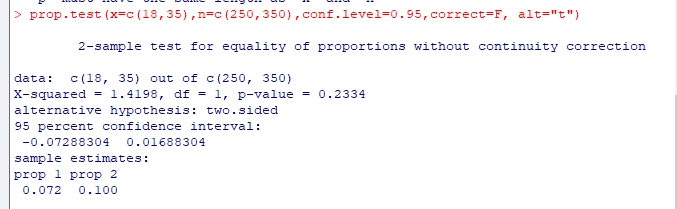 > prop.test(x=c(18,35),n=c(250,350),conf.level=0.95,correct=F, alt="t")
2-sample test for equality of proportions without continuity correction
data:  c(18, 35) out of c(250, 350)
X-squared = 1.4198, df = 1, p-value = 0.2334
alternative hypothesis: two.sided
95 percent confidence interval:
-0.07288304  0.01688304
sample estimates:
prop 1 prop 2
0.072  0.100